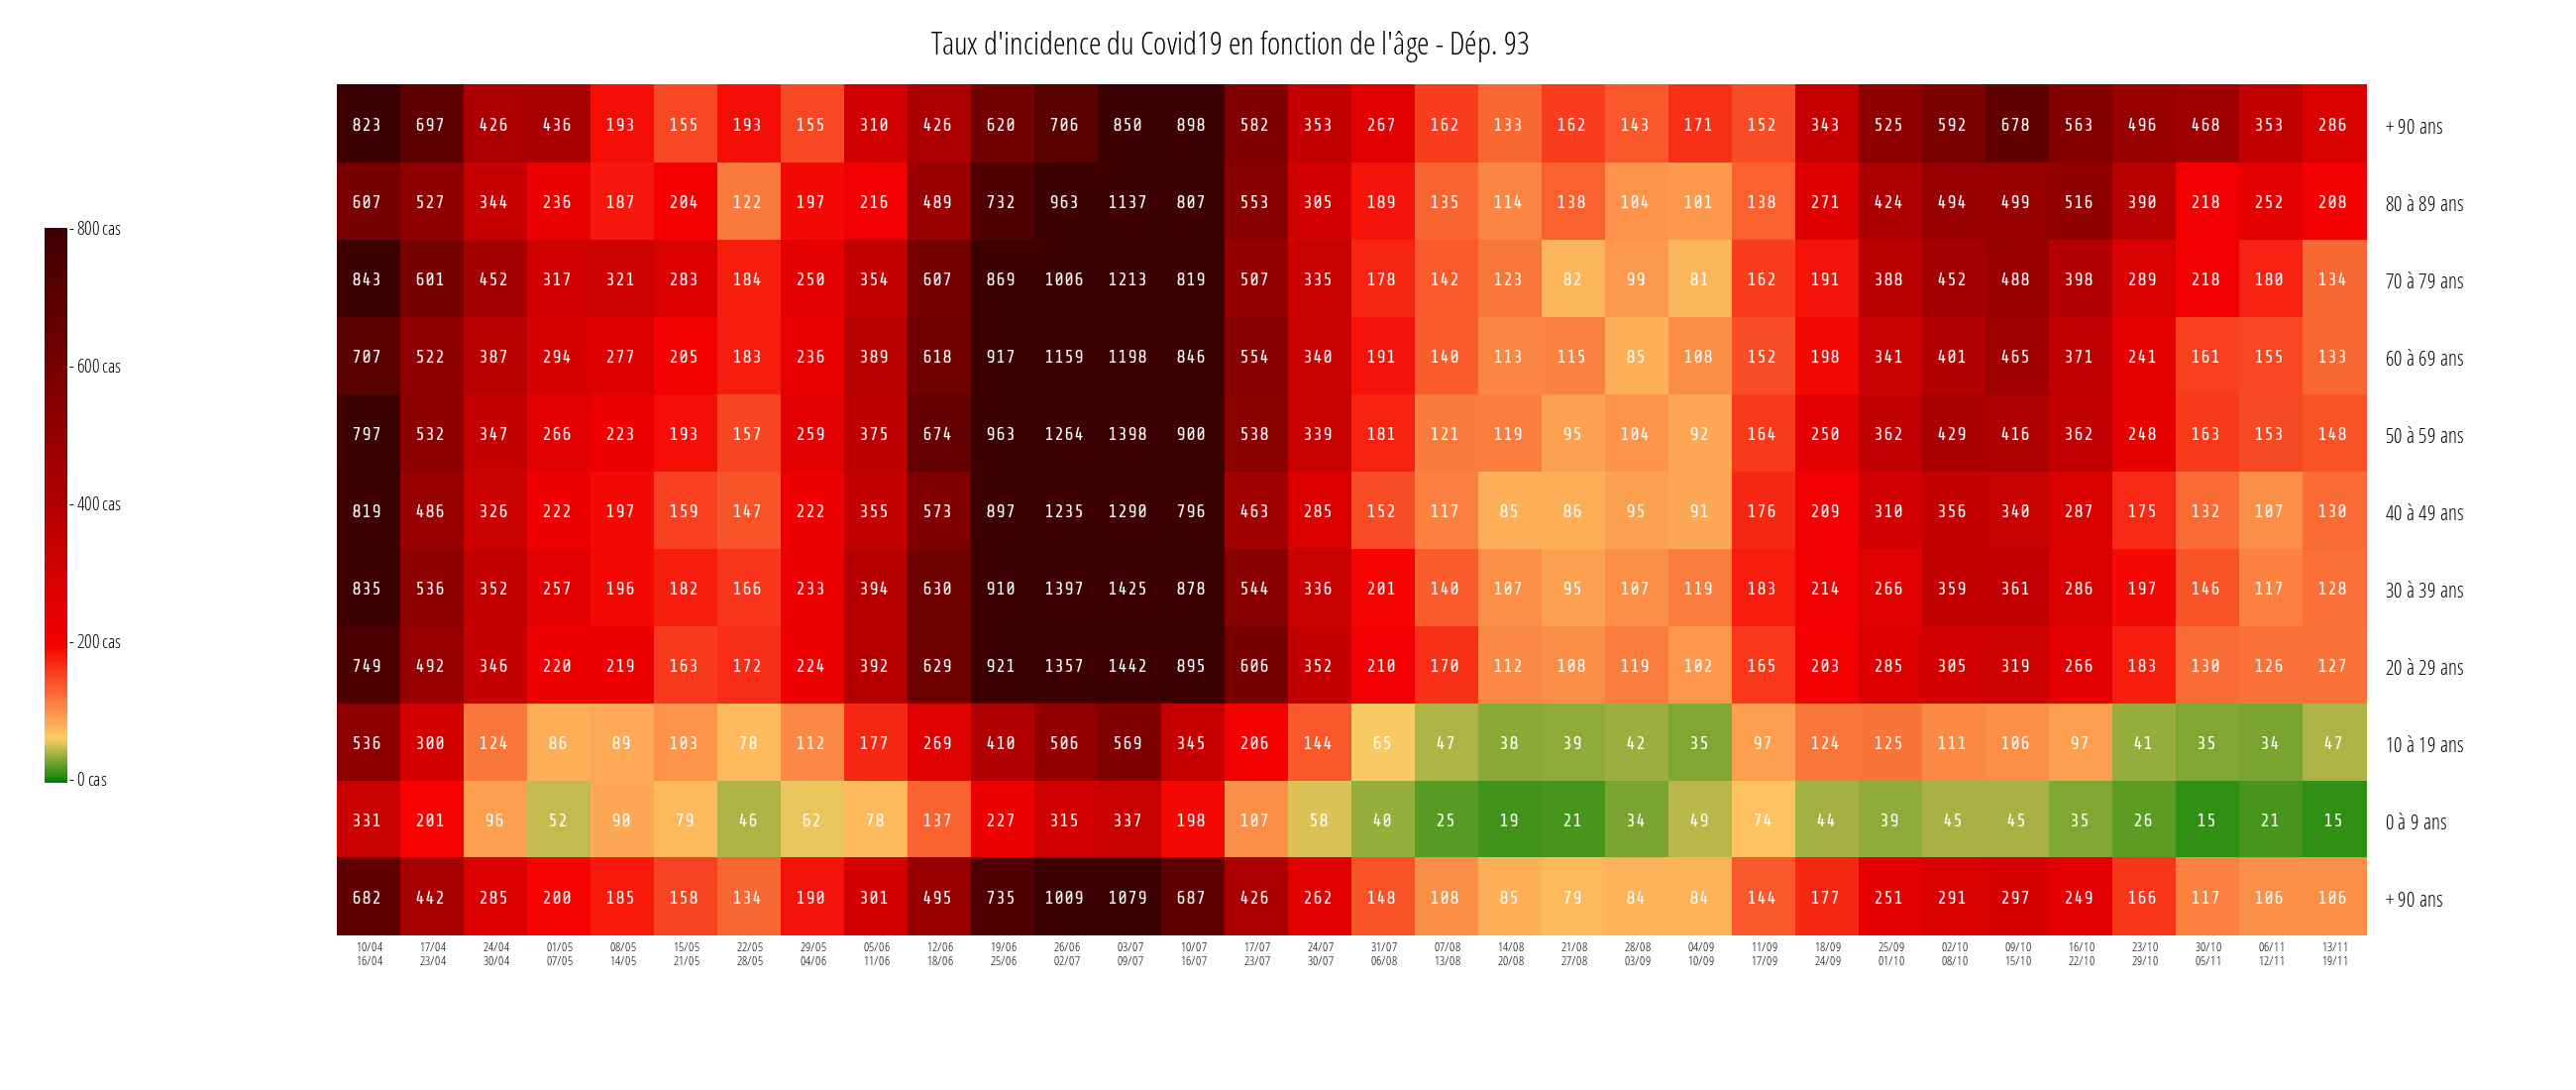 Taux d'incidence du Covid19 en fonction de l'âge - Dép. 93
823 697 426 436 193 155 193 155 310 426 620 706 850 898 582 353 267 162 133 162 143 171 152 343 525 592 678 563 496 468 353 286 + 90 ans
607 527 344 236 187 204 122 197 216 489 732 963 1137 807 553 305 189 135 114 138 104 101 138 271 424 494 499 516 390 218 252 208 80 à 89 ans
- 800 cas
843 601 452 317 321 283 184 250 354 607 869 1006 1213 819 507 335 178 142 123 82 99 81 162 191 388 452 488 398 289 218 180 134 70 à 79 ans
707 522 387 294 277 205 183 236 389 618 917 1159 1198 846 554 340 191 140 113 115 85 108 152 198 341 401 465 371 241 161 155 133 60 à 69 ans
- 600 cas
797 532 347 266 223 193 157 259 375 674 963 1264 1398 900 538 339 181 121 119 95 104 92 164 250 362 429 416 362 248 163 153 148 50 à 59 ans
- 400 cas
819 486 326 222 197 159 147 222 355 573 897 1235 1290 796 463 285 152 117 85 86 95 91 176 209 310 356 340 287 175 132 107 130 40 à 49 ans
835 536 352 257 196 182 166 233 394 630 910 1397 1425 878 544 336 201 140 107 95 107 119 183 214 266 359 361 286 197 146 117 128 30 à 39 ans
- 200 cas
749 492 346 220 219 163 172 224 392 629 921 1357 1442 895 606 352 210 170 112 108 119 102 165 203 285 305 319 266 183 130 126 127 20 à 29 ans
536 300 124 86 89 103 78 112 177 269 410 506 569 345 206 144 65 47 38 39 42 35 97 124 125 111 106 97 41 35 34 47 10 à 19 ans
- 0 cas
331 201 96 52 90 79 46 62 78 137 227 315 337 198 107 58 40 25 19 21 34 49 74 44 39 45 45 35 26 15 21 15 0 à 9 ans
682 442 285 200 185 158 134 190 301 495 735 1009 1079 687 426 262 148 108 85 79 84 84 144 177 251 291 297 249 166 117 106 106 + 90 ans
10/04 17/04 24/04 01/05 08/05 15/05 22/05 29/05 05/06 12/06 19/06 26/06 03/07 10/07 17/07 24/07 31/07 07/08 14/08 21/08 28/08 04/09 11/09 18/09 25/09 02/10 09/10 16/10 23/10 30/10 06/11 13/11
16/04 23/04 30/04 07/05 14/05 21/05 28/05 04/06 11/06 18/06 25/06 02/07 09/07 16/07 23/07 30/07 06/08 13/08 20/08 27/08 03/09 10/09 17/09 24/09 01/10 08/10 15/10 22/10 29/10 05/11 12/11 19/11